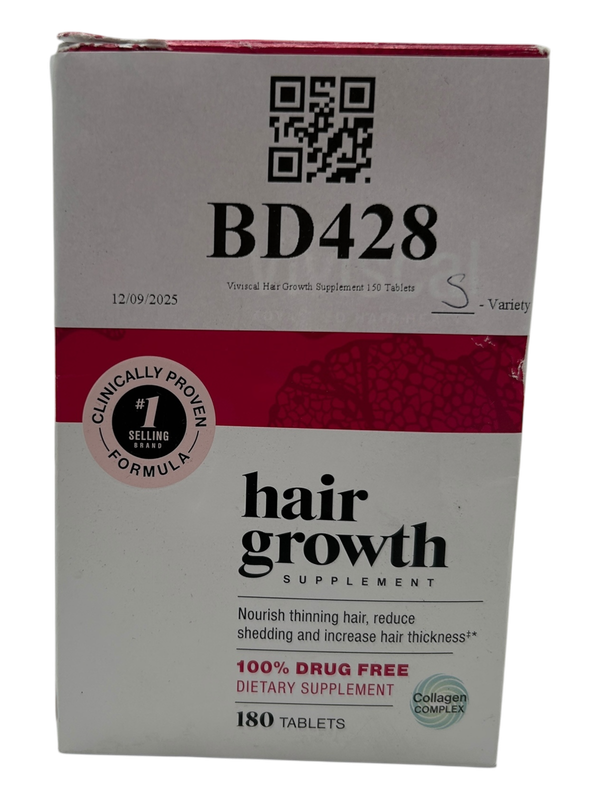 BD428
Viviscal Hair Growth Supplement 150 Tablets
12/09/2025
S - Variety
CLINICALLY PROVEN
#1
SELLING
BRAND
FORMULA
hair
growth
SUPPLEMENT
Nourish thinning hair, reduce
shedding and increase hair thickness‡*
100% DRUG FREE
DIETARY SUPPLEMENT
Collagen
COMPLEX
180 TABLETS